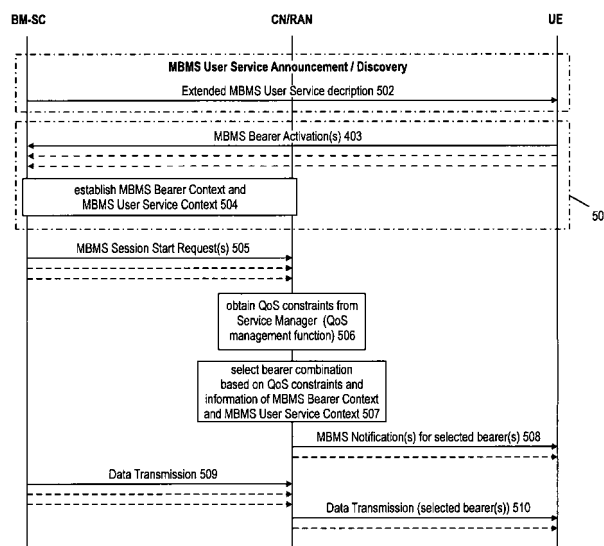 BM-SC CN/RAN UE
MBMS User Service Announcement / Discovery
Extended MBMS User Service decription 502
MBMS Bearer Activation(s) 403
establish MBMS Bearer Context and
MBMS User Service Context 504
50
MBMS Session Start Request(s) 505
obtain QoS constraints from
Service Manager (QoS
management function) 506
select bearer combination
based on QoS constraints and
information of MBMS Bearer Context
and MBMS User Service Context 507
MBMS Notification(s) for selected bearer(s) 508
Data Transmission 509
Data Transmission (selected bearer(s)) 510